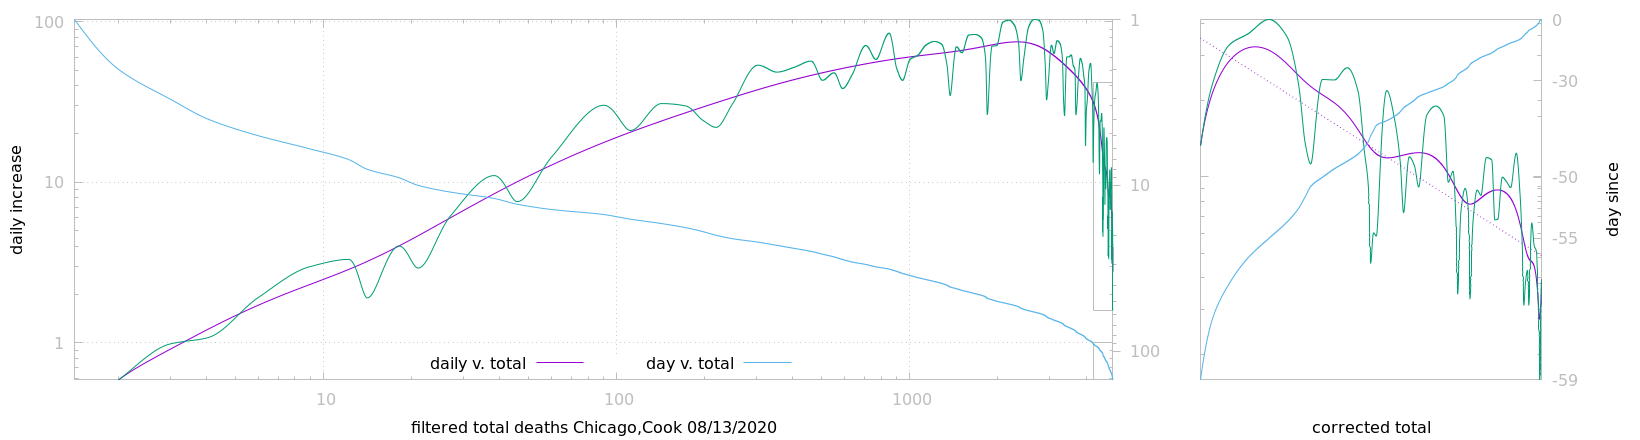 100
10
1
daily increase
1
10
100
daily v. total
day v. total
10
100
1000
filtered total deaths Chicago,Cook 08/13/2020
0
-30
-50
-55
-59
day since
corrected total